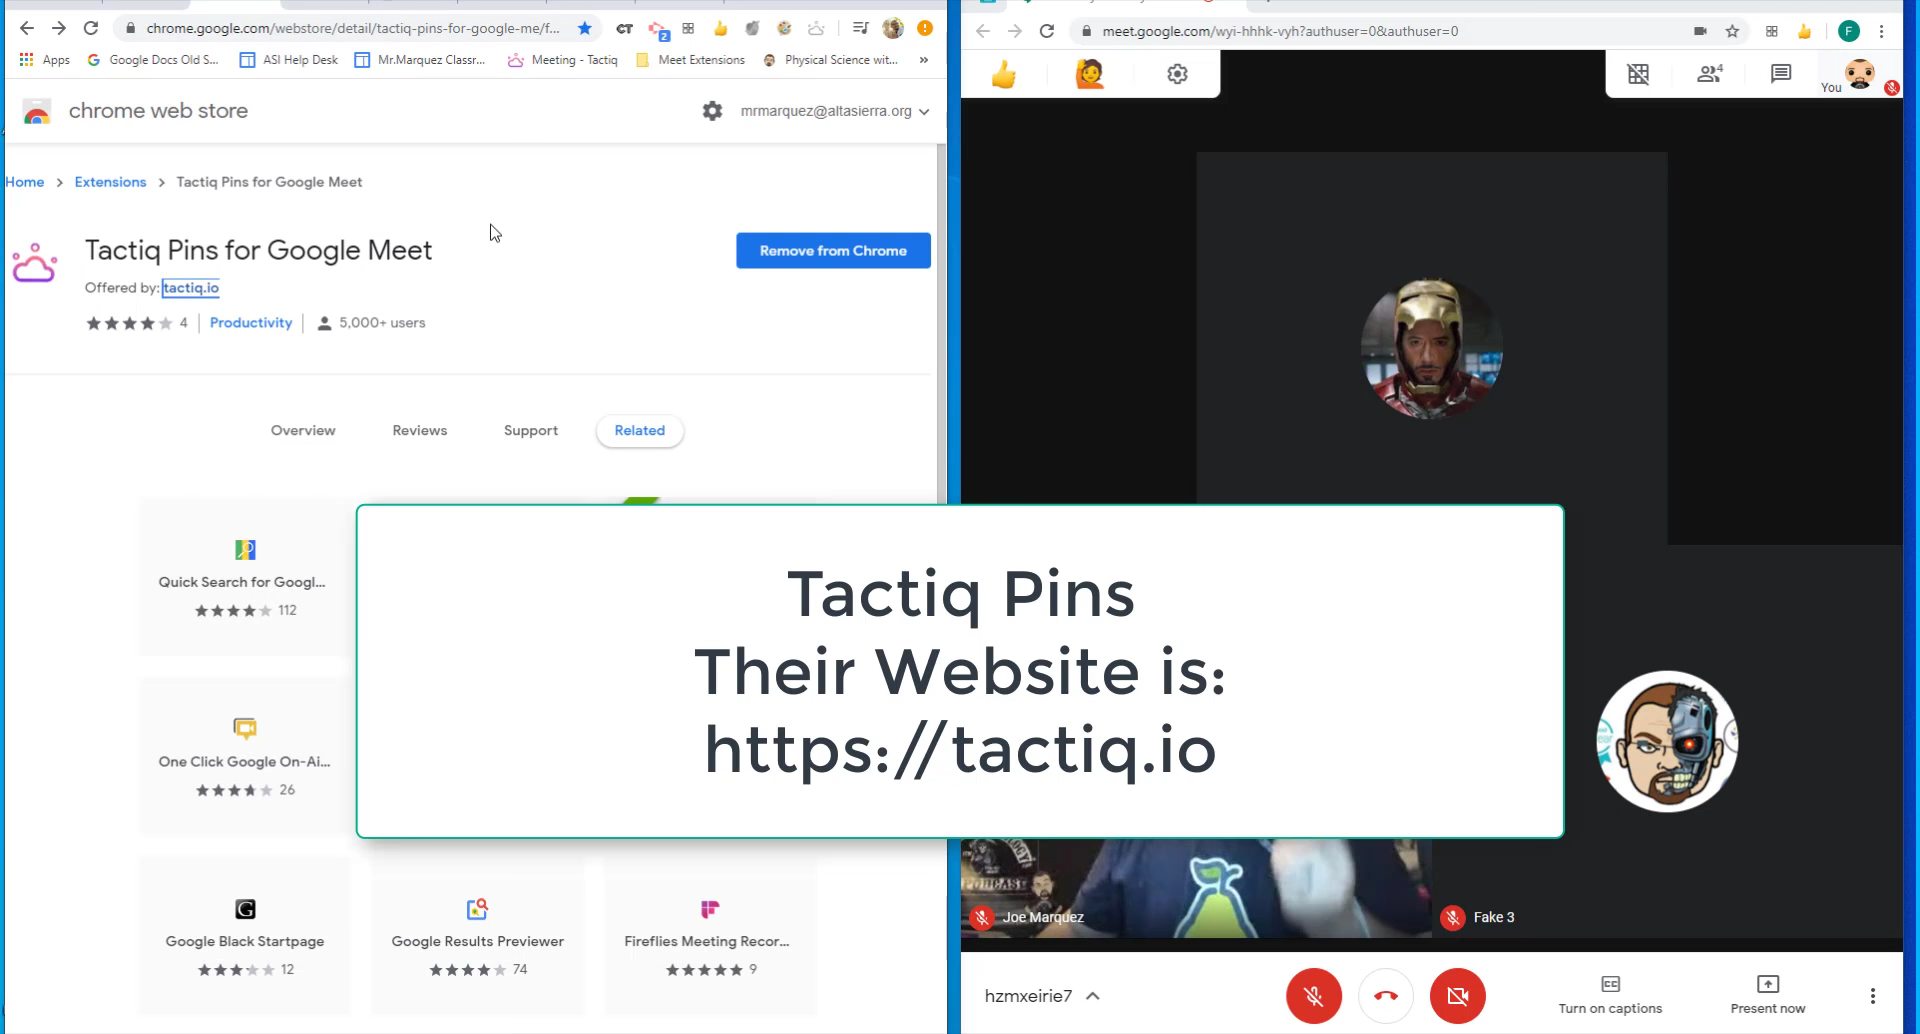 chrome.google.com/webstore/detail/tactiq-pins-for-google-me/f...
CT
2
Apps
Google Docs Old S...
ASI Help Desk
Mr.Marquez Classr...
Meeting - Tactiq
Meet Extensions
Physical Science wit...
»
chrome web store
mrmarquez@altasierra.org
Home > Extensions > Tactiq Pins for Google Meet
Tactiq Pins for Google Meet
Remove from Chrome
Offered by: tactiq.io
4
Productivity
5,000+ users
Overview
Reviews
Support
Related
Quick Search for Googl...
112
One Click Google On-Ai...
26
Google Black Startpage
12
Google Results Previewer
74
Fireflies Meeting Recor...
9
Tactiq Pins
Their Website is:
https://tactiq.io
meet.google.com/wyi-hhhk-vyh?authuser=0&authuser=0
F
4
You
PODCAST
Joe Marquez
Fake 3
hzmxeirie7
Turn on captions
Present now